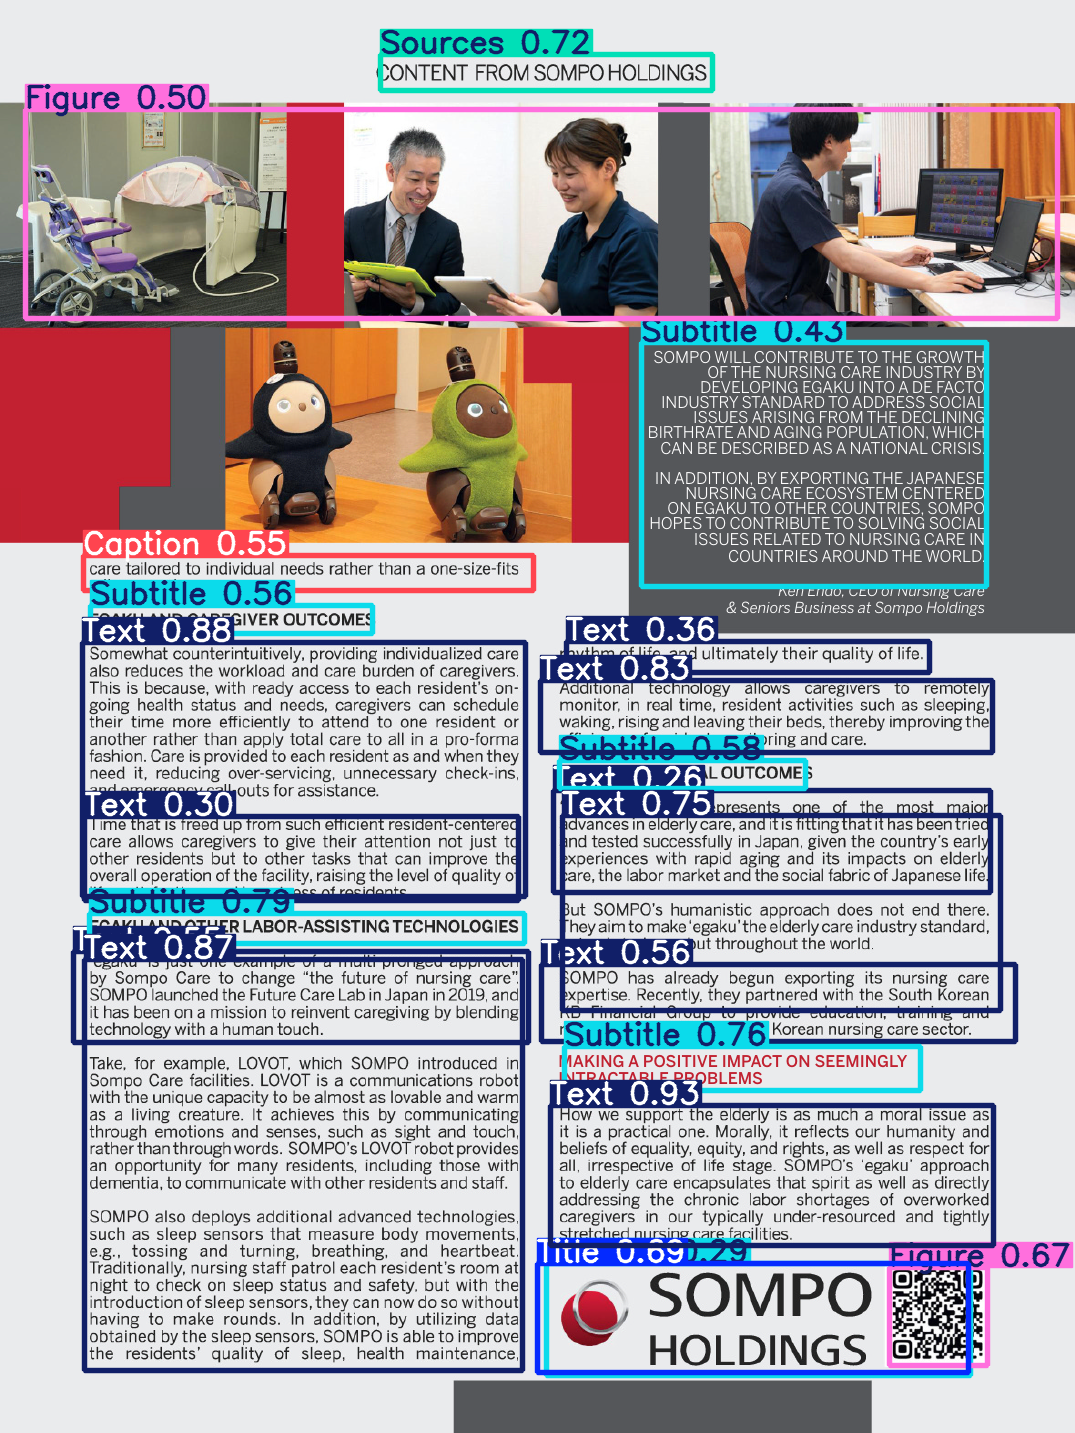 Sources 0.72
CONTENT FROM SOMPO HOLDINGS
Figure 0.50
Subtitle 0.43
SOMPO WILL CONTRIBUTE TO THE GROWTH
OF THE NURSING CARE INDUSTRY BY
DEVELOPING EGAKU INTO A DE FACTO
INDUSTRY STANDARD TO ADDRESS SOCIAL
ISSUES ARISING FROM THE DECLINING
BIRTHRATE AND AGING POPULATION, WHICH
CAN BE DESCRIBED AS A NATIONAL CRISIS.
IN ADDITION, BY EXPORTING THE JAPANESE
NURSING CARE ECOSYSTEM CENTERED
ON EGAKU TO OTHER COUNTRIES, SOMPO
HOPES TO CONTRIBUTE TO SOLVING SOCIAL
ISSUES RELATED TO NURSING CARE IN
COUNTRIES AROUND THE WORLD.
Ken Endo, CEO of Nursing Care
& Seniors Business at Sompo Holdings
Caption 0.55
care tailored to individual needs rather than a one-size-fits
Subtitle 0.56
EGAKU AND CAREGIVER OUTCOMES
Text 0.88
Somewhat counterintuitively, providing individualized care
also reduces the workload and care burden of caregivers.
This is because, with ready access to each resident's on-
going health status and needs, caregivers can schedule
their time more efficiently to attend to one resident or
another rather than apply total care to all in a pro-forma
fashion. Care is provided to each resident as and when they
need it, reducing over-servicing, unnecessary check-ins,
and emergency call-outs for assistance.
Text 0.30
Time that is freed up from such efficient resident-centered
care allows caregivers to give their attention not just to
other residents but to other tasks that can improve the
overall operation of the facility, raising the level of quality of
of residents.
Subtitle 0.79
EGAKU AND OTHER LABOR-ASSISTING TECHNOLOGIES
Text 0.87
'egaku' is just one example of a multi-pronged approach
by Sompo Care to change “the future of nursing care”.
SOMPO launched the Future Care Lab in Japan in 2019, and
it has been on a mission to reinvent caregiving by blending
technology with a human touch.
Take, for example, LOVOT, which SOMPO introduced in
Sompo Care facilities. LOVOT is a communications robot
with the unique capacity to be almost as lovable and warm
as a living creature. It achieves this by communicating
through emotions and senses, such as sight and touch,
rather than through words. SOMPO's LOVOT robot provides
an opportunity for many residents, including those with
dementia, to communicate with other residents and staff.
SOMPO also deploys additional advanced technologies,
such as sleep sensors that measure body movements,
e.g., tossing and turning, breathing, and heartbeat.
Traditionally, nursing staff patrol each resident's room at
night to check on sleep status and safety, but with the
introduction of sleep sensors, they can now do so without
having to make rounds. In addition, by utilizing data
obtained by the sleep sensors, SOMPO is able to improve
the residents' quality of sleep, health maintenance,
Text 0.36
rhythm of life, and ultimately their quality of life.
Text 0.83
Additional technology allows caregivers to remotely
monitor, in real time, resident activities such as sleeping,
waking, rising and leaving their beds, thereby improving the
and care.
Subtitle 0.58
OUTCOMES
Text 0.26
Text 0.75
represents one of the most major
advances in elderly care, and it is fitting that it has been tried
and tested successfully in Japan, given the country's early
experiences with rapid aging and its impacts on elderly
care, the labor market and the social fabric of Japanese life.
But SOMPO's humanistic approach does not end there.
They aim to make 'egaku' the elderly care industry standard,
but throughout the world.
Text 0.56
SOMPO has already begun exporting its nursing care
expertise. Recently, they partnered with the South Korean
KB Financial Group to provide education, training and
Korean nursing care sector.
Subtitle 0.76
MAKING A POSITIVE IMPACT ON SEEMINGLY
INTRACTABLE PROBLEMS
Text 0.93
How we support the elderly is as much a moral issue as
it is a practical one. Morally, it reflects our humanity and
beliefs of equality, equity, and rights, as well as respect for
all, irrespective of life stage. SOMPO's 'egaku' approach
to elderly care encapsulates that spirit as well as directly
addressing the chronic labor shortages of overworked
caregivers in our typically under-resourced and tightly
stretched nursing care facilities.
Title 0.69
0.29
Figure 0.67
SOMPO
HOLDINGS